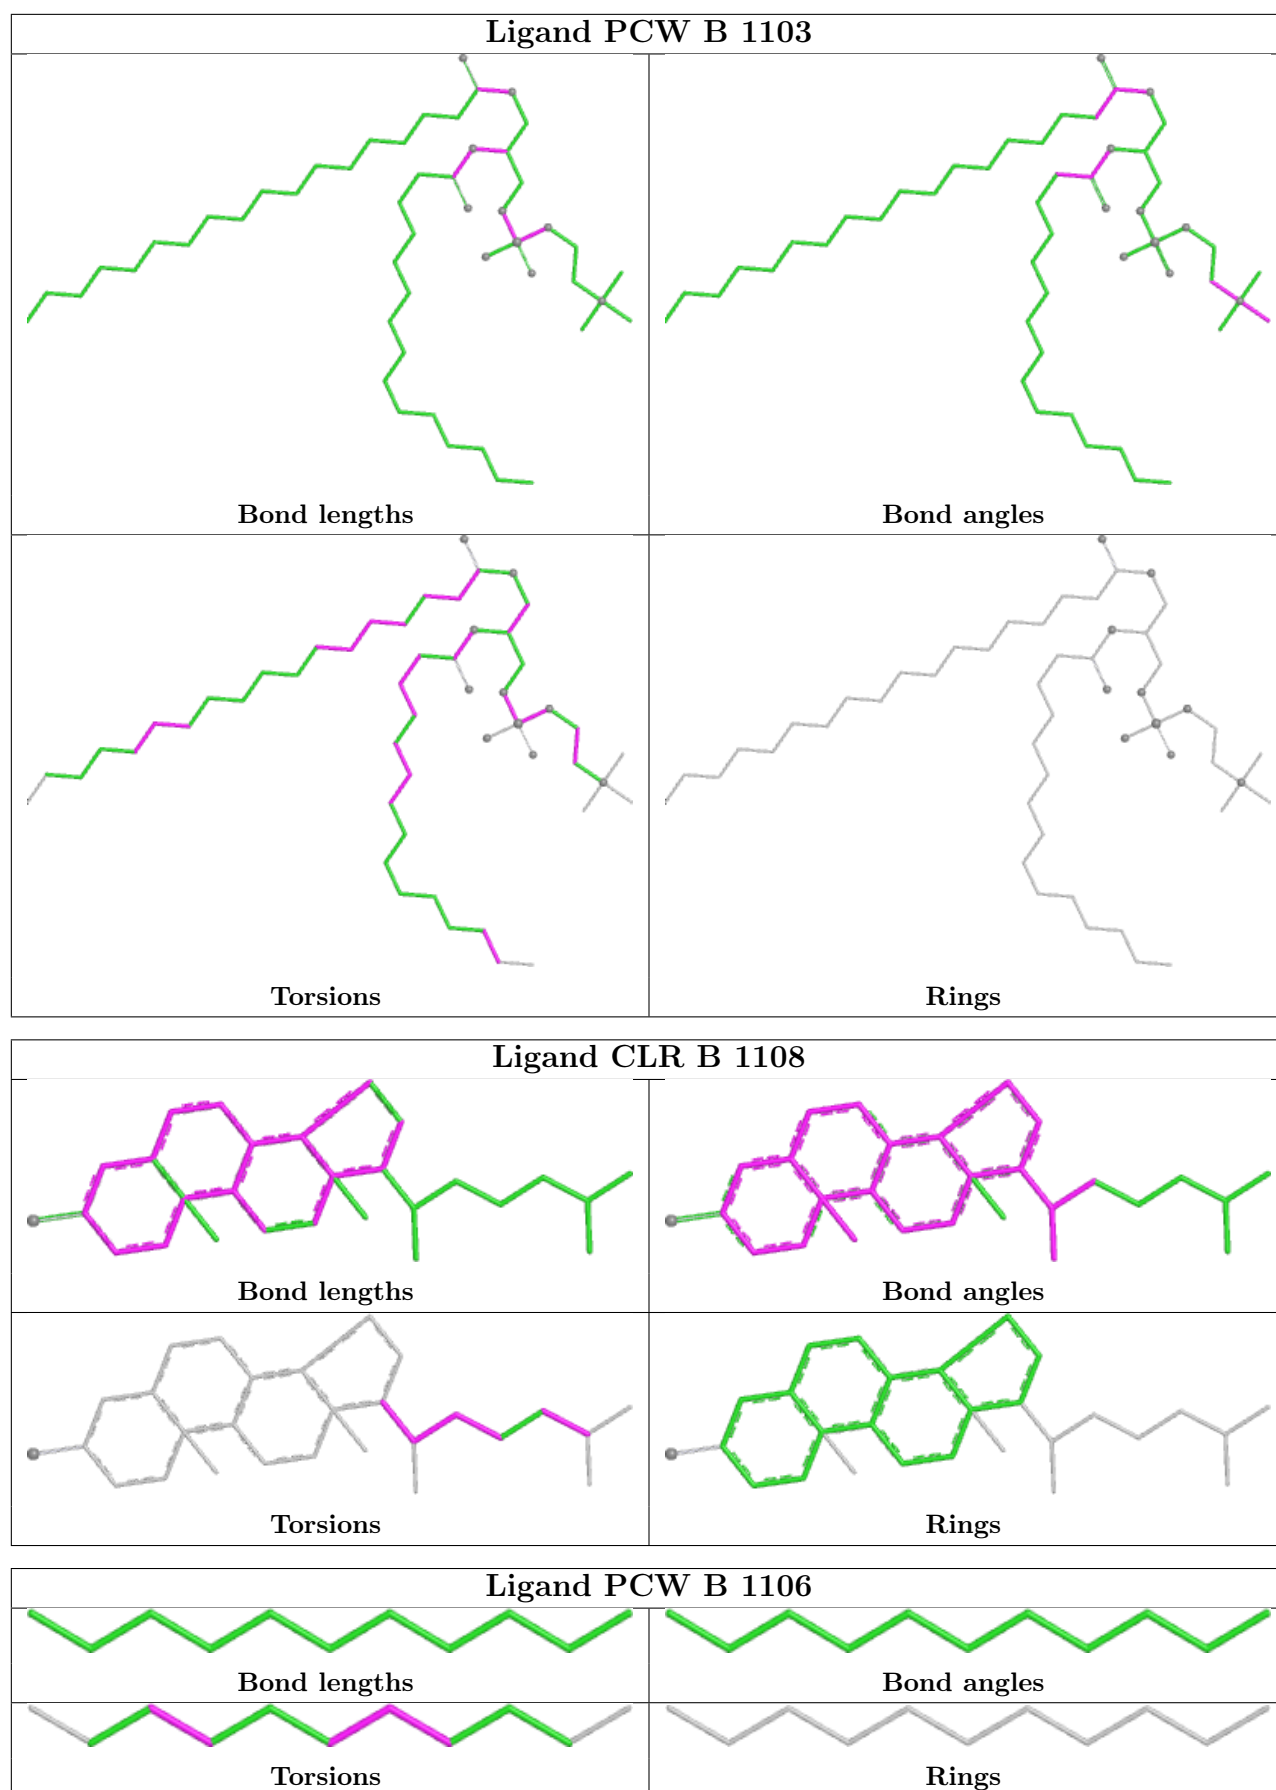 Ligand PCW B 1103
Bond lengths
Bond angles
Torsions
Rings
Ligand CLR B 1108
Bond lengths
Bond angles
Torsions
Rings
Ligand PCW B 1106
Bond lengths
Bond angles
Torsions
Rings